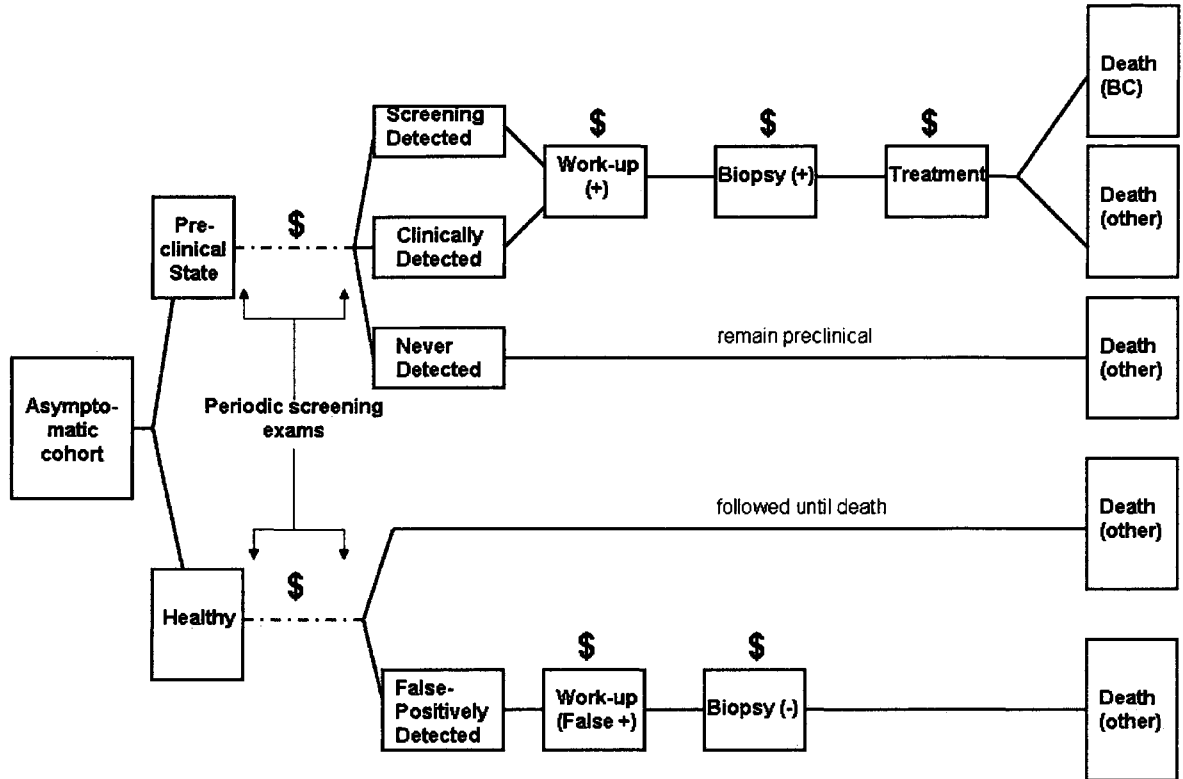 Death
(BC)
$
$
$
Screening
Detected
Work-up
(+)
Biopsy (+)
Treatment
Death
(other)
Pre-
clinical
State
$
Clinically
Detected
Never
Detected
remain preclinical
Death
(other)
Asympto-
matic
cohort
Periodic screening
exams
followed until death
Death
(other)
Healthy
$
$
$
False-
Positively
Detected
Work-up
(False +)
Biopsy (-)
Death
(other)